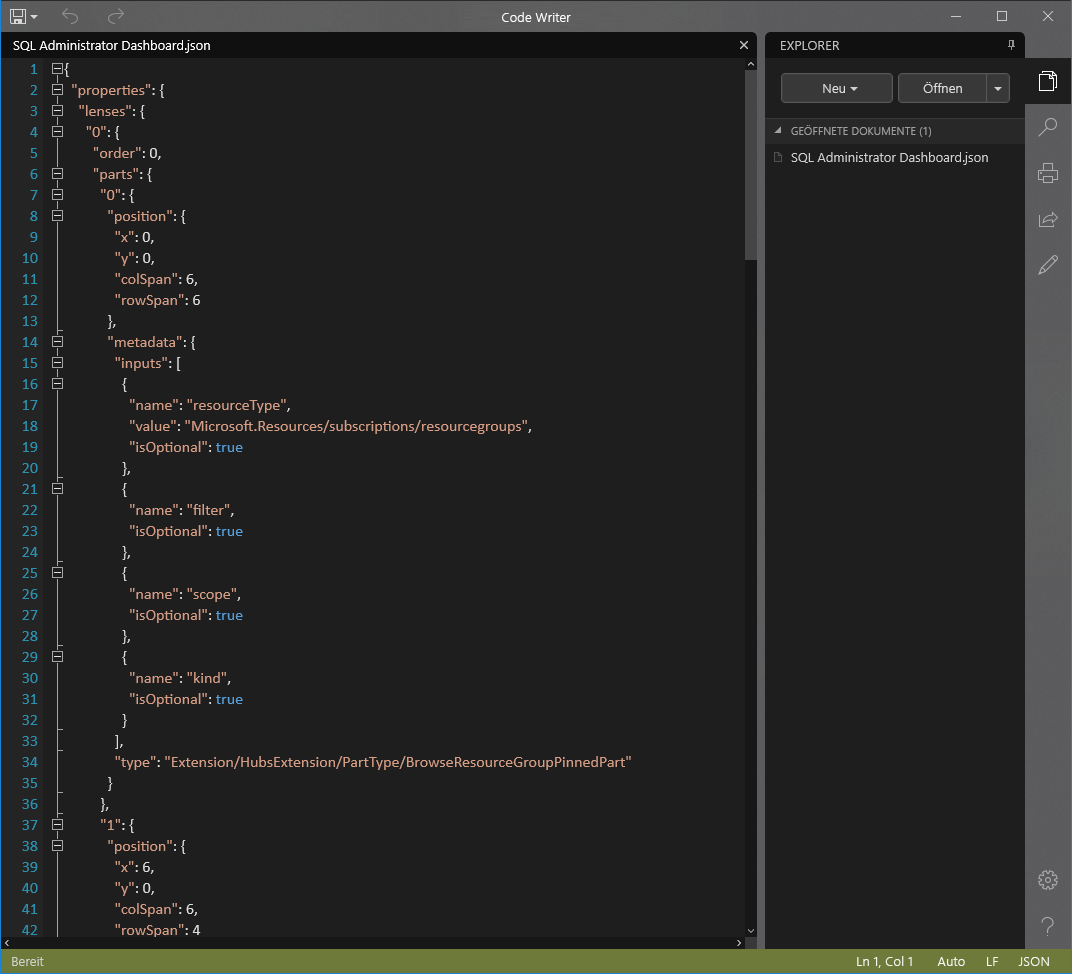 Code Writer
SQL Administrator Dashboard.json
1 {
2 "properties": {
3 "lenses": {
4 "0": {
5 "order": 0,
6 "parts": {
7 "0": {
8 "position": {
9 "x": 0,
10 "y": 0,
11 "colSpan": 6,
12 "rowSpan": 6
13 },
14 "metadata": {
15 "inputs": [
16 {
17 "name": "resourceType",
18 "value": "Microsoft.Resources/subscriptions/resourcegroups",
19 "isOptional": true
20 },
21 {
22 "name": "filter",
23 "isOptional": true
24 },
25 {
26 "name": "scope",
27 "isOptional": true
28 },
29 {
30 "name": "kind",
31 "isOptional": true
32 }
33 ],
34 "type": "Extension/HubsExtension/PartType/BrowseResourceGroupPinnedPart"
35 }
36 },
37 "1": {
38 "position": {
39 "x": 6,
40 "y": 0,
41 "colSpan": 6,
42 "rowSpan": 4
EXPLORER
Neu
Öffnen
GEÖFFNETE DOKUMENTE (1)
SQL Administrator Dashboard.json
Bereit
Ln 1, Col 1
Auto
LF
JSON